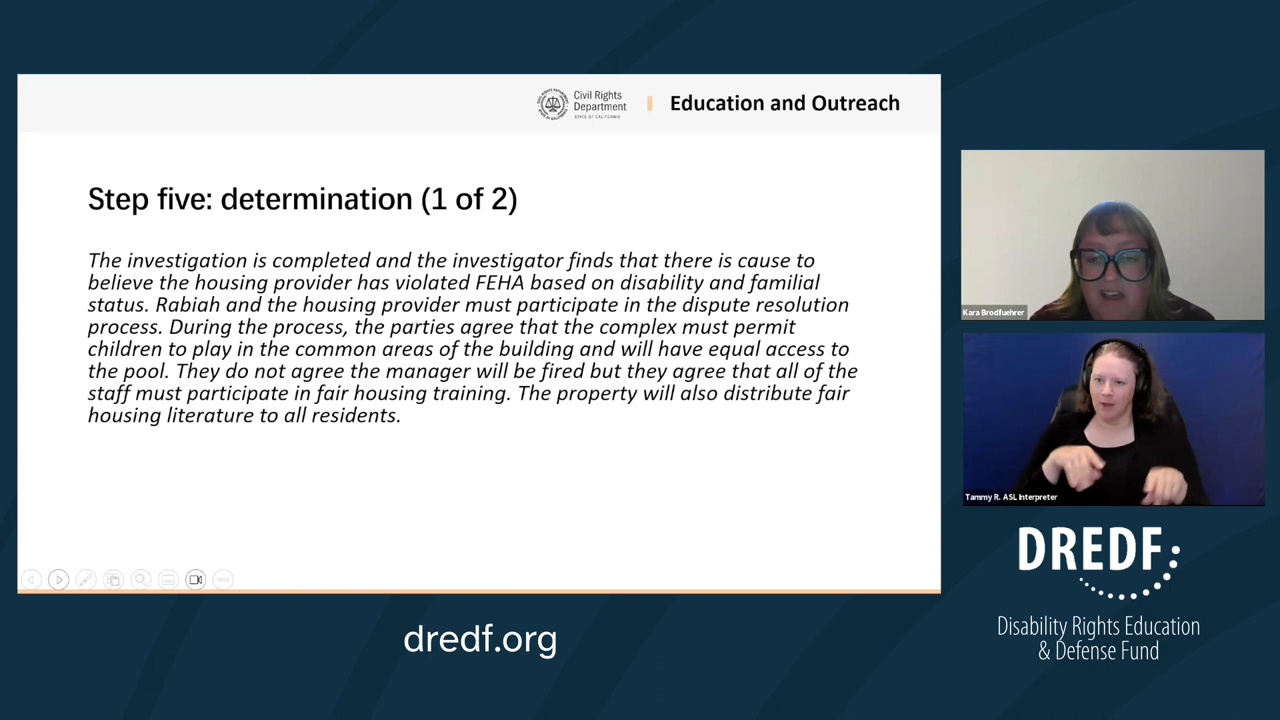 Civil Rights
Department
STATE OF CALIFORNIA
Education and Outreach
Step five: determination (1 of 2)
The investigation is completed and the investigator finds that there is cause to
believe the housing provider has violated FEHA based on disability and familial
status. Rabiah and the housing provider must participate in the dispute resolution
process. During the process, the parties agree that the complex must permit
children to play in the common areas of the building and will have equal access to
the pool. They do not agree the manager will be fired but they agree that all of the
staff must participate in fair housing training. The property will also distribute fair
housing literature to all residents.
Kara Brodfuehrer
Tammy R. ASL Interpreter
DREDF
Disability Rights Education
& Defense Fund
dredf.org